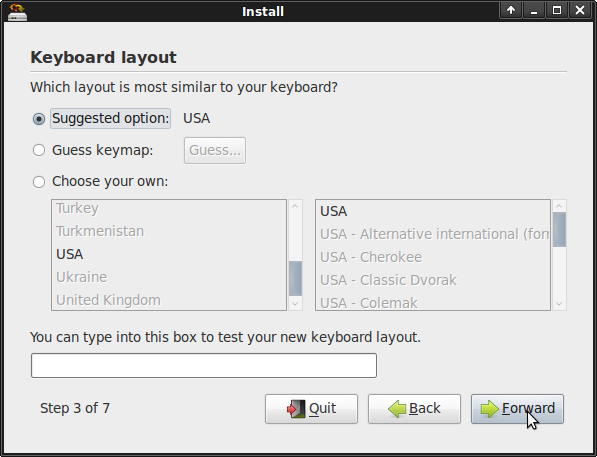 Install
Keyboard layout
Which layout is most similar to your keyboard?
Suggested option: USA
Guess keymap: Guess...
Choose your own:
Turkey
Turkmenistan
USA
Ukraine
United Kingdom
USA
USA - Alternative international (for
USA - Cherokee
USA - Classic Dvorak
USA - Colemak
You can type into this box to test your new keyboard layout.
Step 3 of 7
Quit
Back
Forward